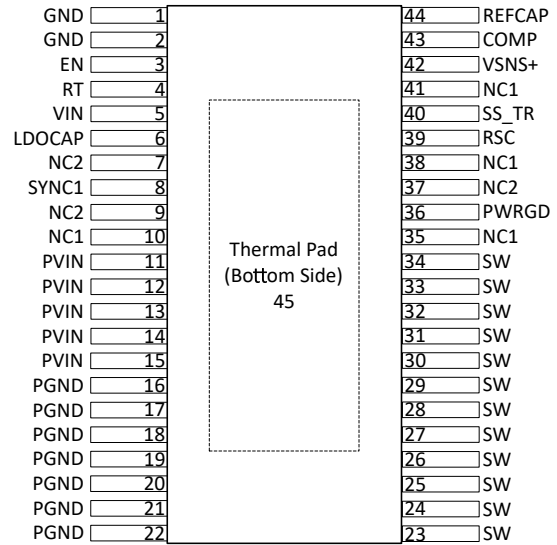 GND 1 44 REFCAP
GND 2 43 COMP
EN 3 42 VSNS+
RT 4 41 NC1
VIN 5 40 SS_TR
LDOCAP 6 39 RSC
NC2 7 38 NC1
SYNC1 8 37 NC2
NC2 9 36 PWRGD
NC1 10 35 NC1
PVIN 11 34 SW
PVIN 12 33 SW
PVIN 13 32 SW
PVIN 14 31 SW
PVIN 15 30 SW
PGND 16 29 SW
PGND 17 28 SW
PGND 18 27 SW
PGND 19 26 SW
PGND 20 25 SW
PGND 21 24 SW
PGND 22 23 SW
Thermal Pad
(Bottom Side)
45